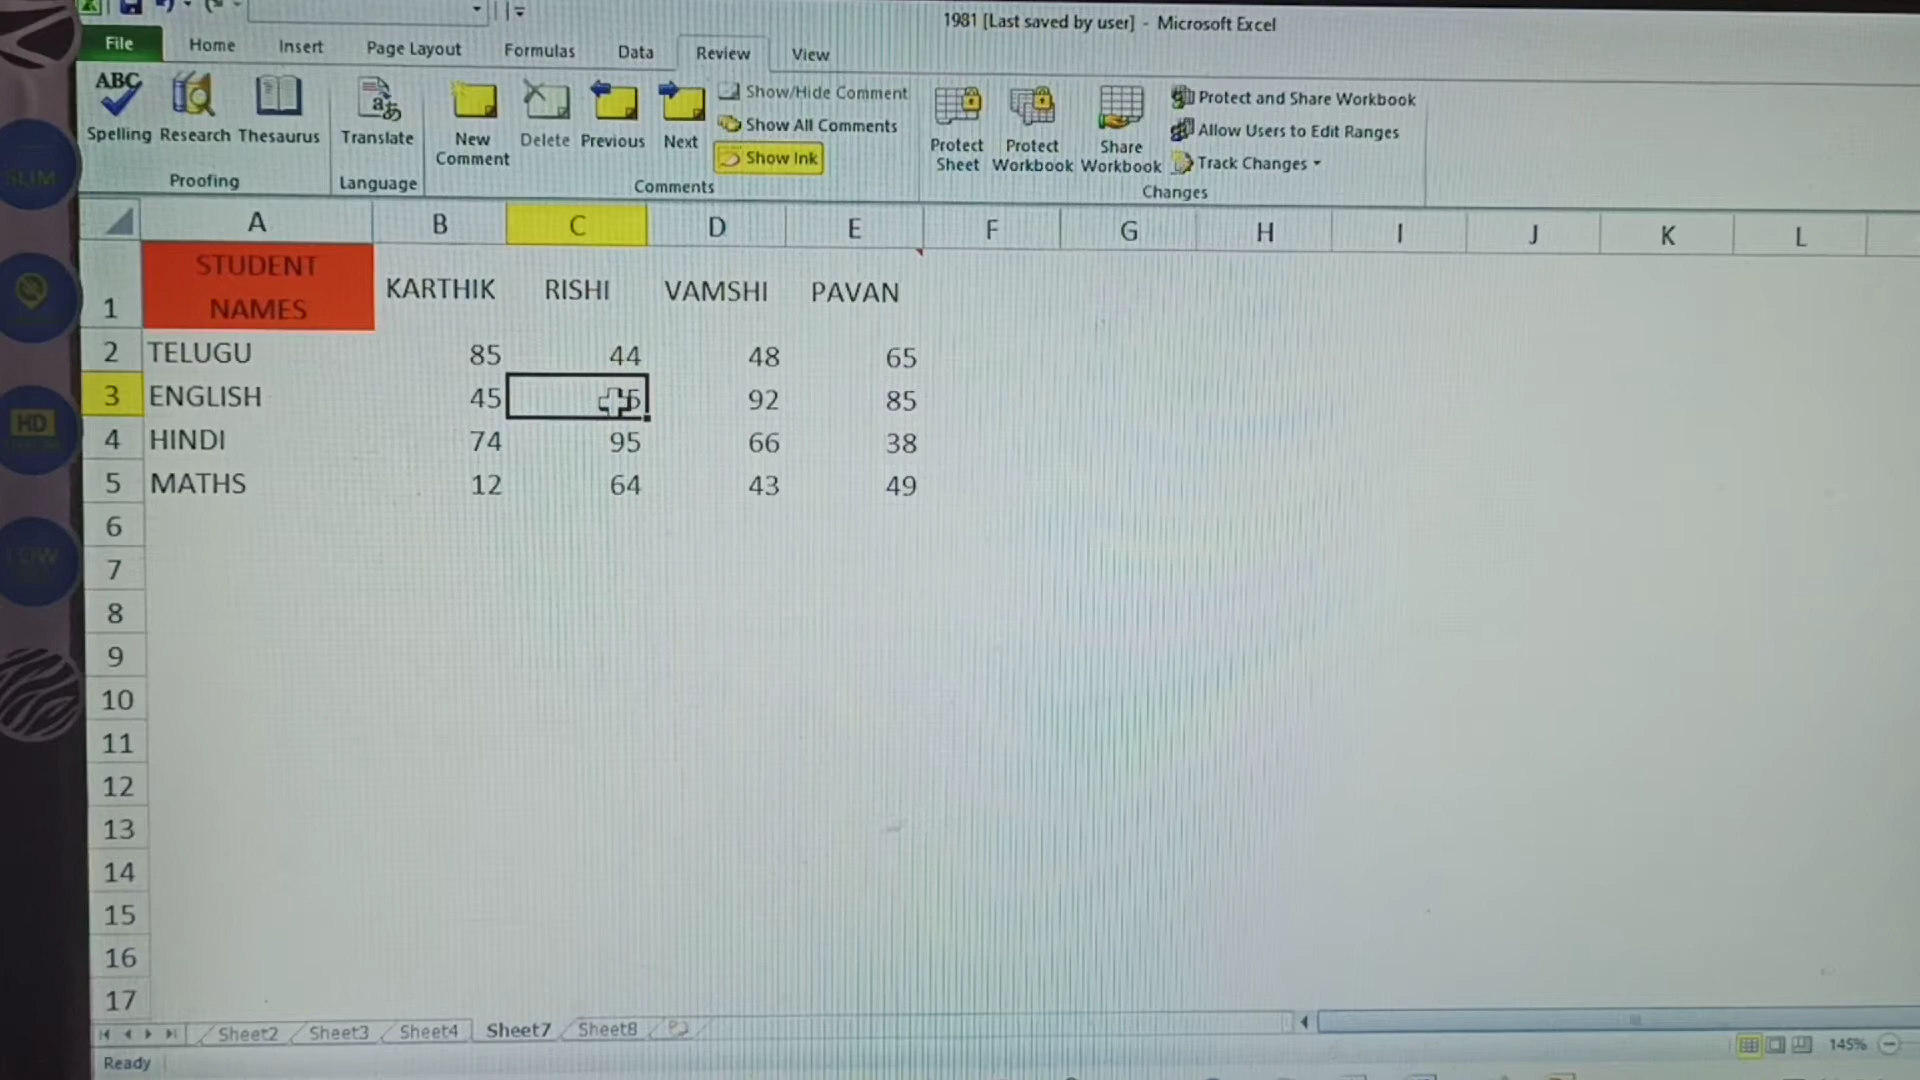 1981 [Last saved by user] - Microsoft Excel
File Home Insert Page Layout Formulas Data Review View
ABC
Spelling Research Thesaurus
Proofing
Translate
Language
New Comment Delete Previous Next
Show/Hide Comment
Show All Comments
Show Ink
Comments
Protect Sheet Protect Workbook Share Workbook
Protect and Share Workbook
Allow Users to Edit Ranges
Track Changes
Changes
A B C D E F G H I J K L
1 STUDENT NAMES KARTHIK RISHI VAMSHI PAVAN
2 TELUGU 85 44 48 65
3 ENGLISH 45 92 85
4 HINDI 74 95 66 38
5 MATHS 12 64 43 49
6
7
8
9
10
11
12
13
14
15
16
17
Sheet2 Sheet3 Sheet4 Sheet7 Sheet8
Ready 145%
SLIM
HD
LOW